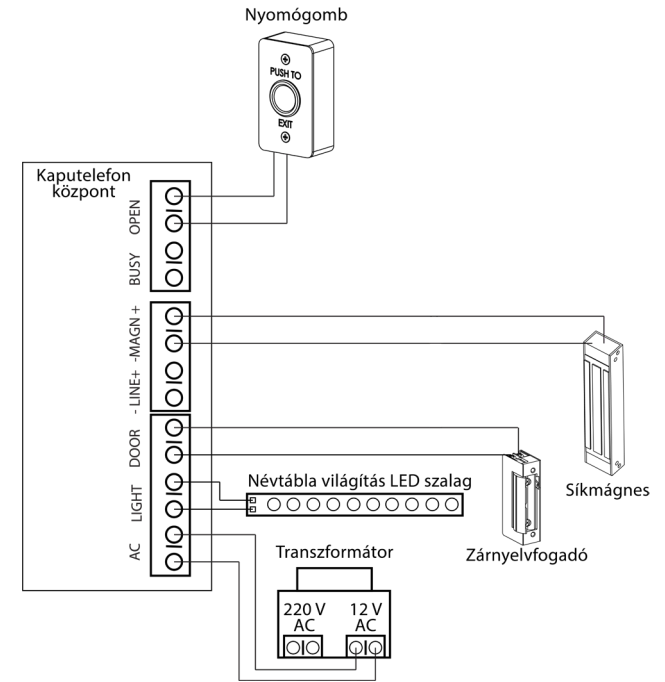 Nyomógomb
PUSH TO
EXIT
Kaputelefon
központ
OPEN
BUSY
-MAGN +
- LINE+
DOOR
LIGHT
AC
Síkmágnes
Névtábla világítás LED szalag
Zárnyelvfogadó
Transzformátor
220 V
AC
12 V
AC